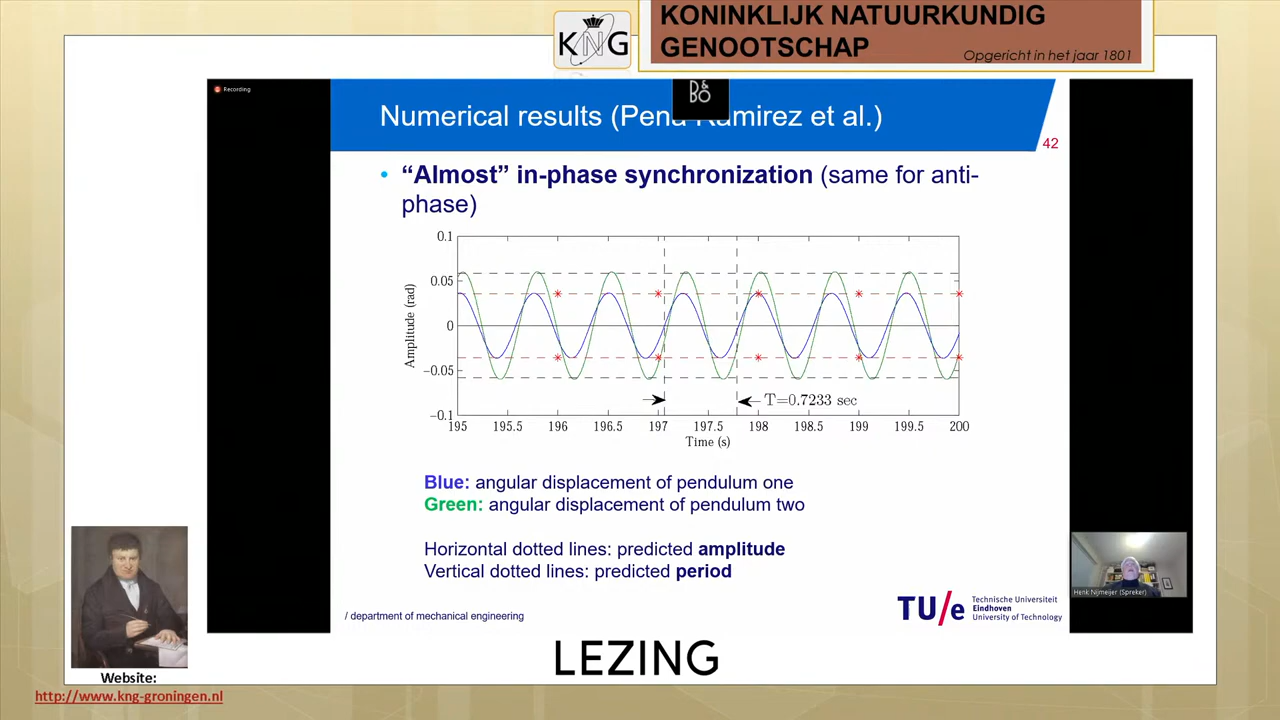 KNG
KONINKLIJK NATUURKUNDIG
GENOOTSCHAP
Opgericht in het jaar 1801
Recording
B&O
Numerical results (Pena Ramirez et al.)
42
• “Almost” in-phase synchronization (same for anti-
phase)
0.1
0.05
0
−0.05
−0.1
Amplitude (rad)
T=0.7233 sec
195 195.5 196 196.5 197 197.5 198 198.5 199 199.5 200
Time (s)
Blue: angular displacement of pendulum one
Green: angular displacement of pendulum two
Horizontal dotted lines: predicted amplitude
Vertical dotted lines: predicted period
/ department of mechanical engineering
TU/e Technische Universiteit
Eindhoven
University of Technology
Henk Nijmeijer (Spreker)
LEZING
Website:
http://www.kng-groningen.nl